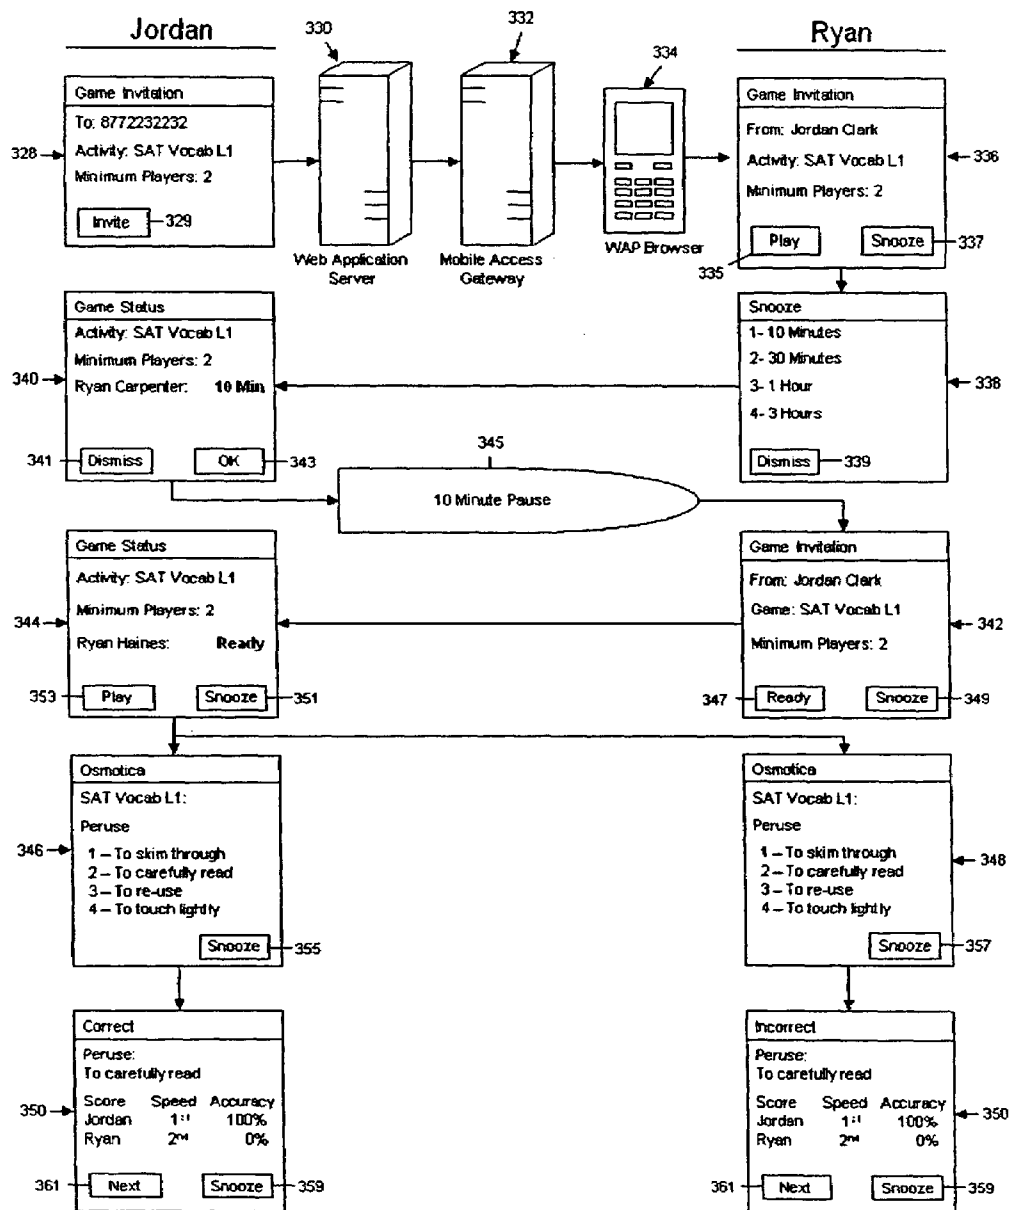 Jordan
330
332
Ryan
334
Game Invitation
To: 8772232232
328
Activity: SAT Vocab L1
Minimum Players: 2
Invite
329
Web Application
Server
Mobile Access
Gateway
WAP Browser
Game Invitation
From: Jordan Clark
Activity: SAT Vocab L1
336
Minimum Players: 2
Play
Snooze
337
335
Game Status
Activity: SAT Vocab L1
Minimum Players: 2
340
Ryan Carpenter: 10 Min
341
Dismiss
OK
343
Snooze
1- 10 Minutes
2- 30 Minutes
3- 1 Hour
338
4- 3 Hours
Dismiss
339
345
10 Minute Pause
Game Status
Activity: SAT Vocab L1
Minimum Players: 2
344
Ryan Haines: Ready
353
Play
Snooze
351
Game Invitation
From: Jordan Clark
Game: SAT Vocab L1
342
Minimum Players: 2
347
Ready
Snooze
349
Osmotica
SAT Vocab L1:
Peruse
346
1 – To skim through
2 – To carefully read
3 – To re-use
4 – To touch lightly
Snooze
355
Osmotica
SAT Vocab L1:
Peruse
1 – To skim through
348
2 – To carefully read
3 – To re-use
4 – To touch lightly
Snooze
357
Correct
Peruse:
To carefully read
Score Speed Accuracy
350
Jordan 1st 100%
Ryan 2nd 0%
361
Next
Snooze
359
Incorrect
Peruse:
To carefully read
Score Speed Accuracy
350
Jordan 1st 100%
Ryan 2nd 0%
361
Next
Snooze
359